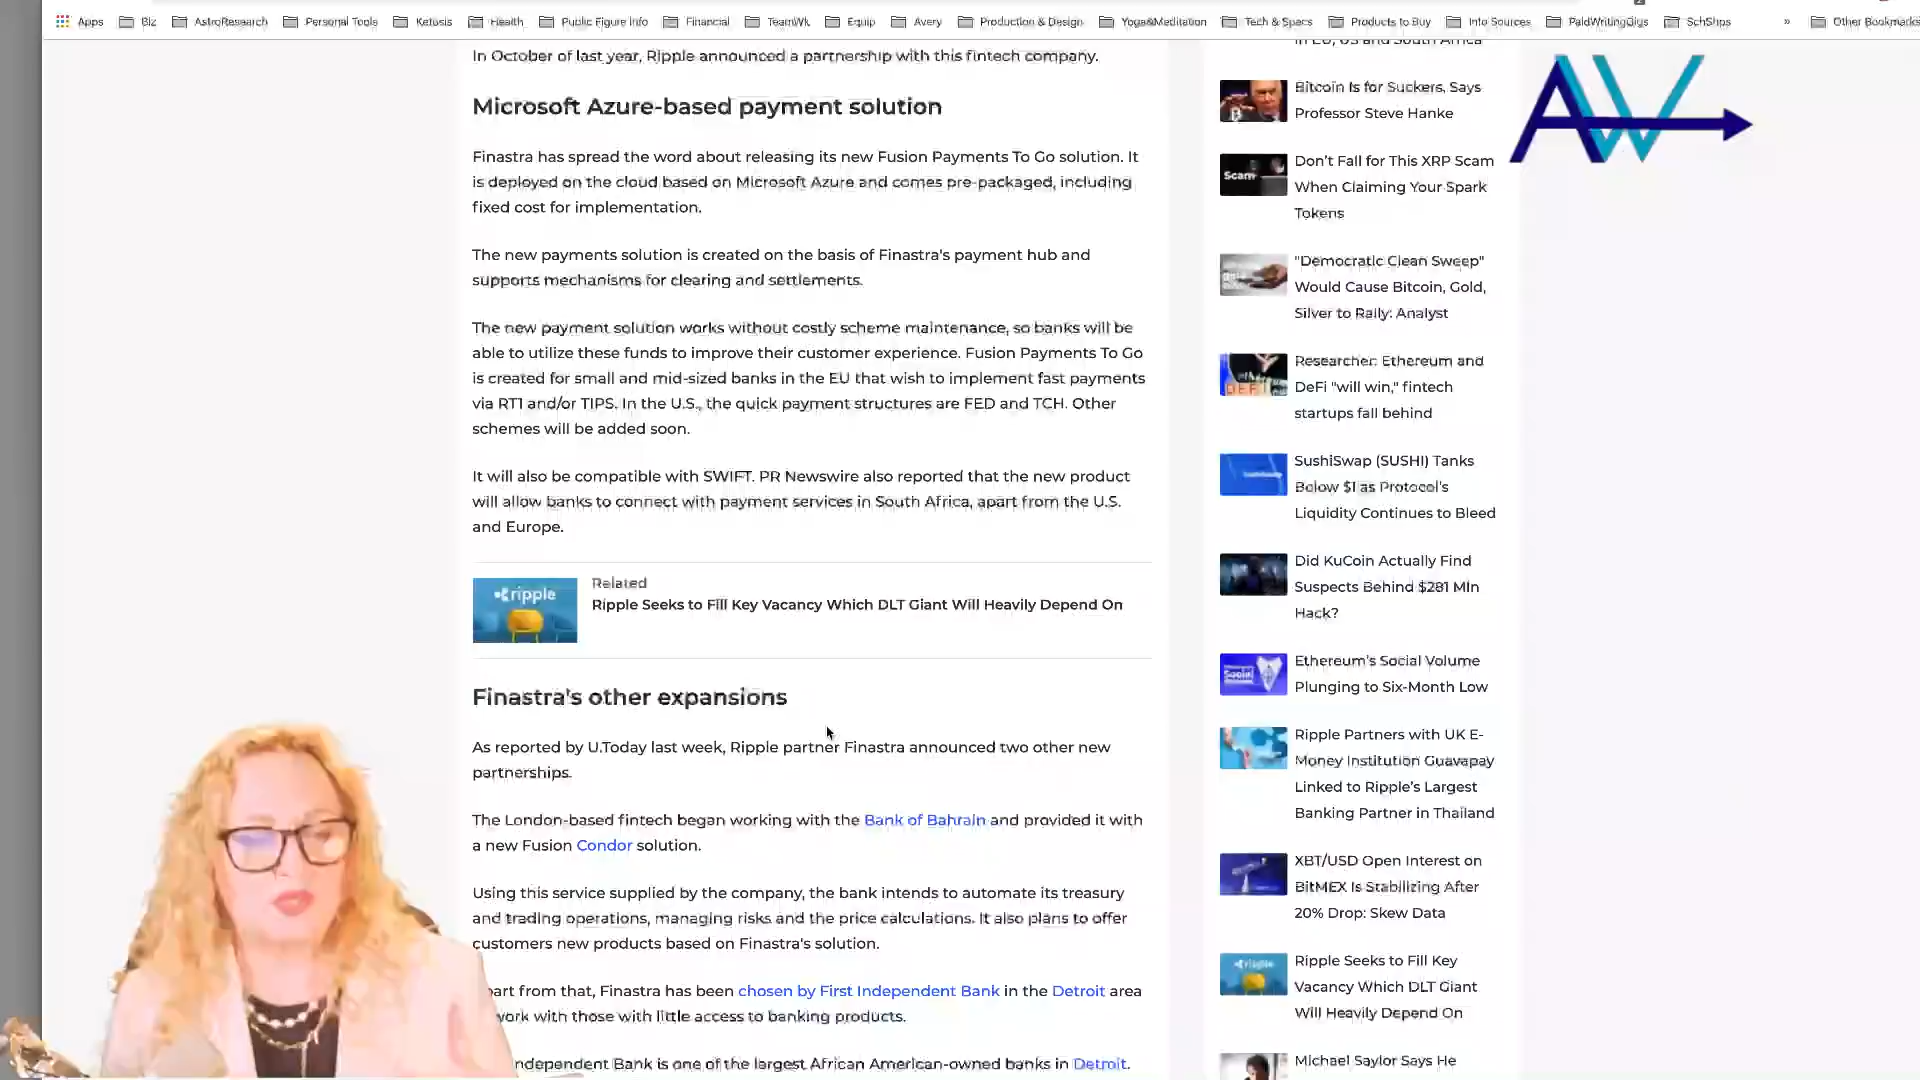 Apps
Biz
AstroResearch
Personal Tools
Ketosis
Health
Public Figure Info
Financial
TeamWk
Equip
Avery
Production & Design
Yoga&Meditation
Tech & Specs
Products to Buy
Info Sources
PaidWritingGigs
SchShps
»
Other Bookmarks
In October of last year, Ripple announced a partnership with this fintech company.
Microsoft Azure-based payment solution
Finastra has spread the word about releasing its new Fusion Payments To Go solution. It
is deployed on the cloud based on Microsoft Azure and comes pre-packaged, including
fixed cost for implementation.
The new payments solution is created on the basis of Finastra's payment hub and
supports mechanisms for clearing and settlements.
The new payment solution works without costly scheme maintenance, so banks will be
able to utilize these funds to improve their customer experience. Fusion Payments To Go
is created for small and mid-sized banks in the EU that wish to implement fast payments
via RT1 and/or TIPS. In the U.S., the quick payment structures are FED and TCH. Other
schemes will be added soon.
It will also be compatible with SWIFT. PR Newswire also reported that the new product
will allow banks to connect with payment services in South Africa, apart from the U.S.
and Europe.
ripple
Related
Ripple Seeks to Fill Key Vacancy Which DLT Giant Will Heavily Depend On
Finastra's other expansions
As reported by U.Today last week, Ripple partner Finastra announced two other new
partnerships.
The London-based fintech began working with the Bank of Bahrain and provided it with
a new Fusion Condor solution.
Using this service supplied by the company, the bank intends to automate its treasury
and trading operations, managing risks and the price calculations. It also plans to offer
customers new products based on Finastra's solution.
part from that, Finastra has been chosen by First Independent Bank in the Detroit area
work with those with little access to banking products.
ndependent Bank is one of the largest African American-owned banks in Detroit.
in EU, US and South Africa
Bitcoin Is for Suckers, Says
Professor Steve Hanke
Scam
Don't Fall for This XRP Scam
When Claiming Your Spark
Tokens
"Democratic Clean Sweep"
Would Cause Bitcoin, Gold,
Silver to Rally: Analyst
DEFI
Researcher: Ethereum and
DeFi "will win," fintech
startups fall behind
SushiSwap (SUSHI) Tanks
Below $1 as Protocol's
Liquidity Continues to Bleed
Did KuCoin Actually Find
Suspects Behind $281 Mln
Hack?
Social
Ethereum's Social Volume
Plunging to Six-Month Low
Ripple Partners with UK E-
Money Institution Guavapay
Linked to Ripple's Largest
Banking Partner in Thailand
XBT/USD Open Interest on
BitMEX Is Stabilizing After
20% Drop: Skew Data
ripple
Ripple Seeks to Fill Key
Vacancy Which DLT Giant
Will Heavily Depend On
Michael Saylor Says He
AW